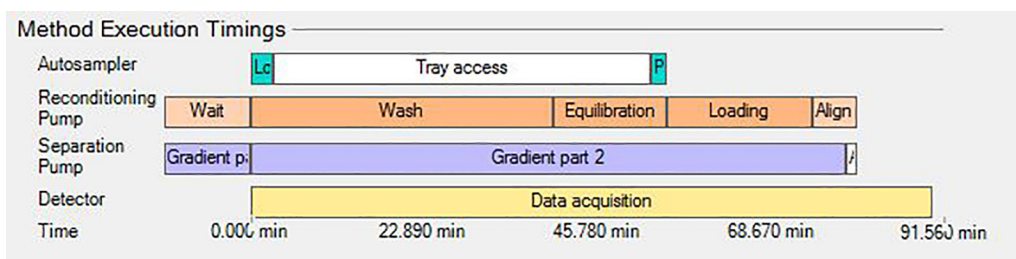 Method Execution Timings
Autosampler Lc Tray access P
Reconditioning Pump Wait Wash Equilibration Loading Align
Separation Pump Gradient pa Gradient part 2 A
Detector Data acquisition
Time 0.000 min 22.890 min 45.780 min 68.670 min 91.560 min